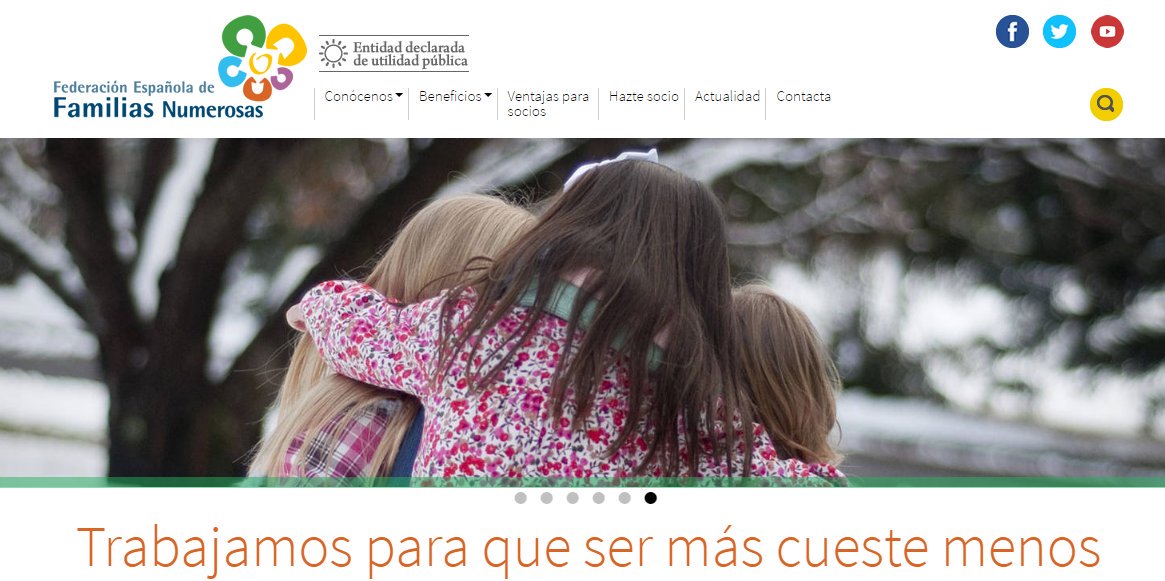 Federación Española de
Familias Numerosas
Entidad declarada
de utilidad pública
Conócenos
Beneficios
Ventajas para
socios
Hazte socio
Actualidad
Contacta
Trabajamos para que ser más cueste menos